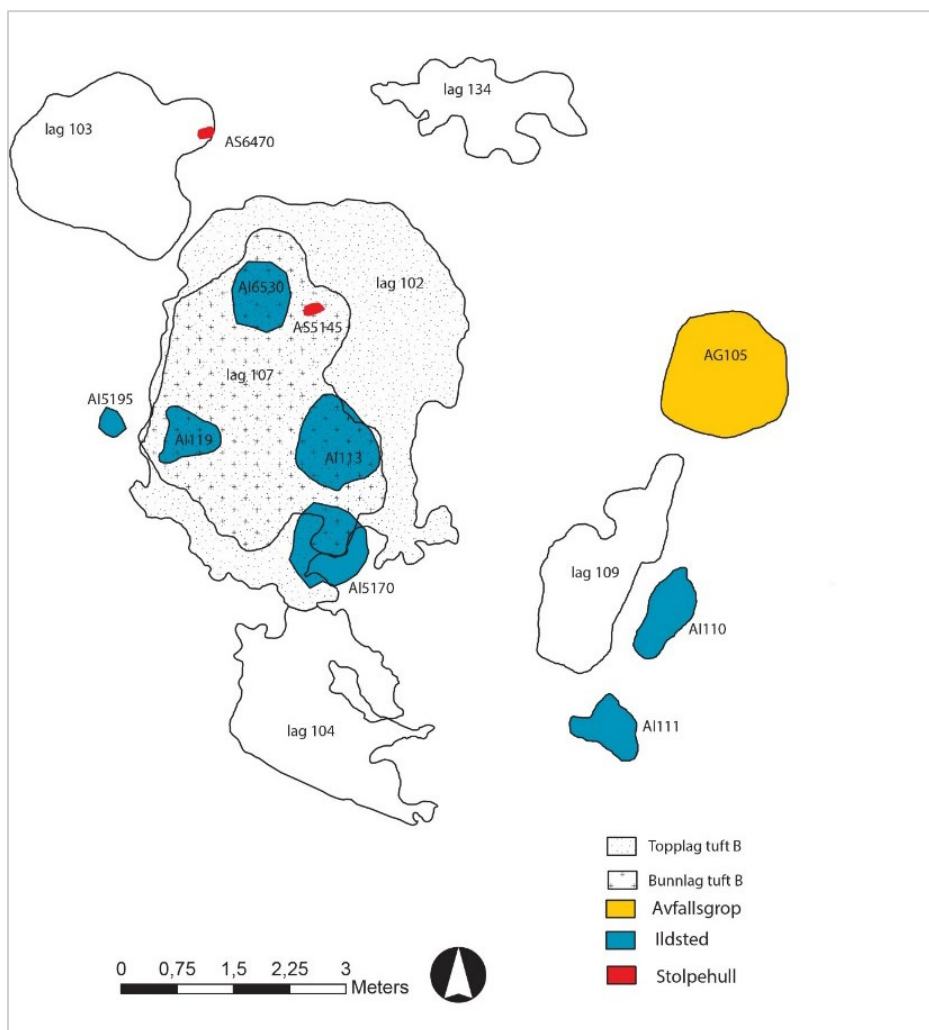 lag 134
lag 103
AS6470
lag 102
AI6530
AS5145
AG105
lag 107
AI5195
AI119
AI113
lag 109
AI5170
AI110
lag 104
AI111
Topplag tuft B
Bunnlag tuft B
Avfallsgrop
Ildsted
Stolpehull
0 0,75 1,5 2,25 3
Meters